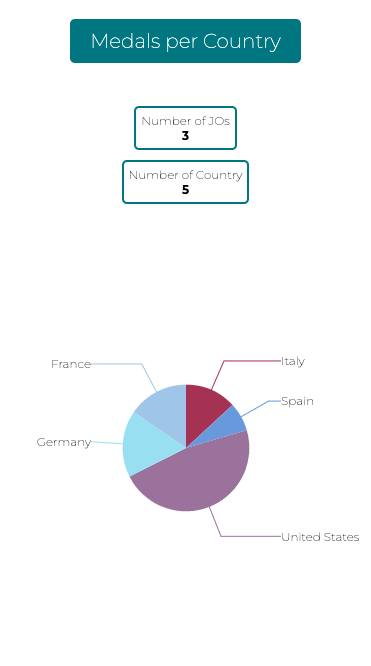 Medals per Country
Number of JOs
3
Number of Country
5
France
Italy
Spain
Germany
United States